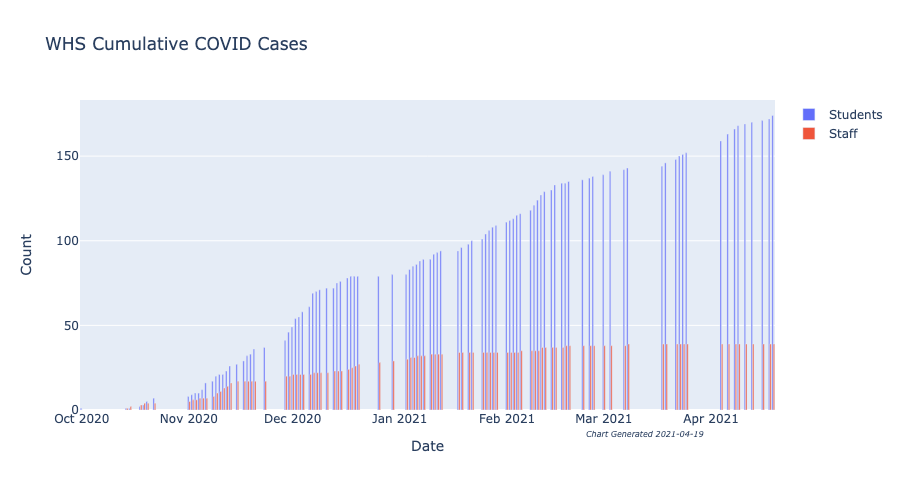 WHS Cumulative COVID Cases
Students
Staff
150
100
50
0
Count
Oct 2020 Nov 2020 Dec 2020 Jan 2021 Feb 2021 Mar 2021 Apr 2021
Chart Generated 2021-04-19
Date